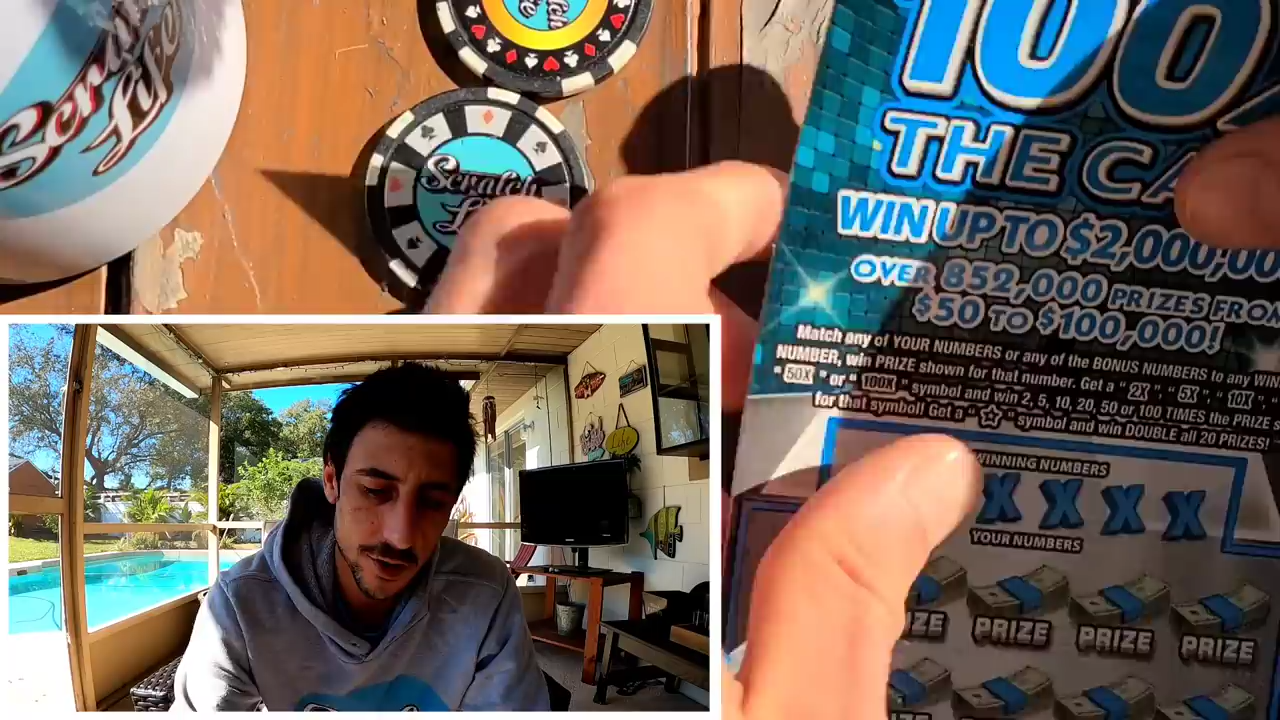 Scratch
Life
Scratch
Life
100X
THE CA
WIN UP TO $2,000,00
OVER 852,000 PRIZES FROM
$50 TO $100,000!
Match any of YOUR NUMBERS or any of the BONUS NUMBERS to any WIN
NUMBER, win PRIZE shown for that number. Get a "2X", "5X", "10X", "
"50X" or "100X" symbol and win 2, 5, 10, 20, 50 or 100 TIMES the PRIZE S
for that symbol! Get a " " symbol and win DOUBLE all 20 PRIZES!
WINNING NUMBERS
X X X X
YOUR NUMBERS
ZE PRIZE PRIZE PRIZE
Life